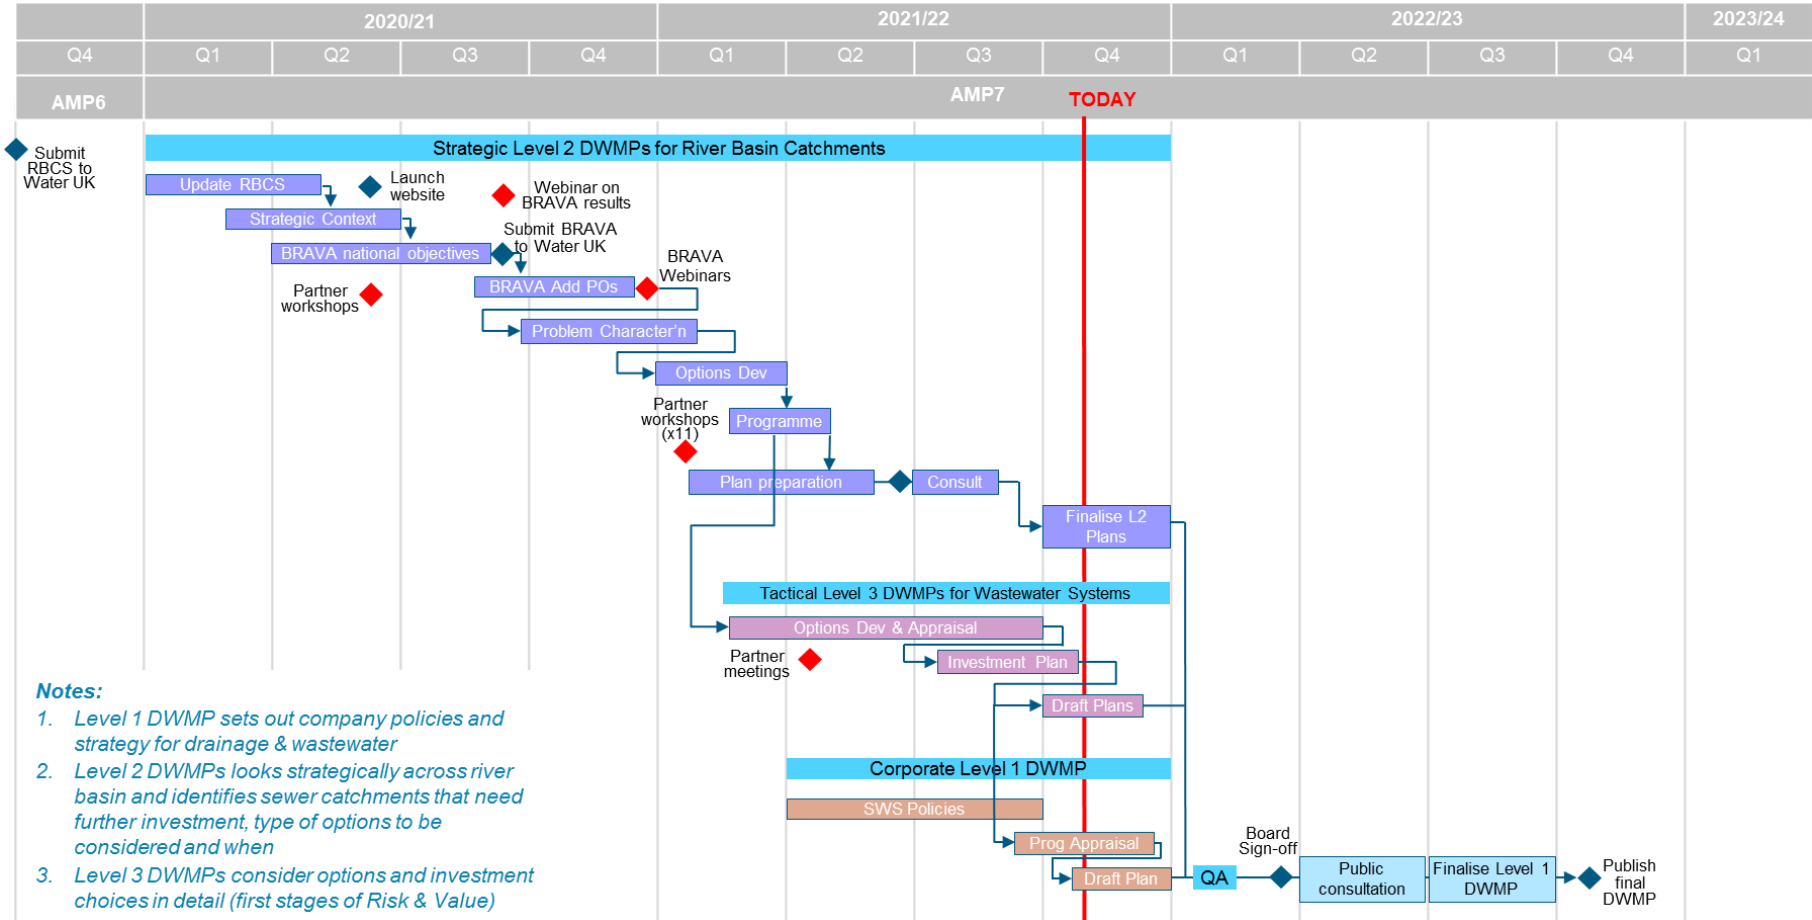 2020/21
2021/22
2022/23
2023/24
Q4
Q1
Q2
Q3
Q4
Q1
Q2
Q3
Q4
Q1
Q2
Q3
Q4
Q1
AMP6
AMP7
TODAY
Strategic Level 2 DWMPs for River Basin Catchments
Submit
RBCS to
Water UK
Update RBCS
Launch
website
Webinar on
BRAVA results
Strategic Context
Submit BRAVA
to Water UK
BRAVA national objectives
BRAVA
Webinars
BRAVA Add POs
Partner
workshops
Problem Character'n
Options Dev
Partner
workshops
(x11)
Programme
Plan preparation
Consult
Finalise L2
Plans
Tactical Level 3 DWMPs for Wastewater Systems
Options Dev & Appraisal
Partner
meetings
Investment Plan
Draft Plans
Corporate Level 1 DWMP
SWS Policies
Prog Appraisal
Draft Plan
QA
Board
Sign-off
Public
consultation
Finalise Level 1
DWMP
Publish
final
DWMP
Notes:
1. Level 1 DWMP sets out company policies and
strategy for drainage & wastewater
2. Level 2 DWMPs looks strategically across river
basin and identifies sewer catchments that need
further investment, type of options to be
considered and when
3. Level 3 DWMPs consider options and investment
choices in detail (first stages of Risk & Value)